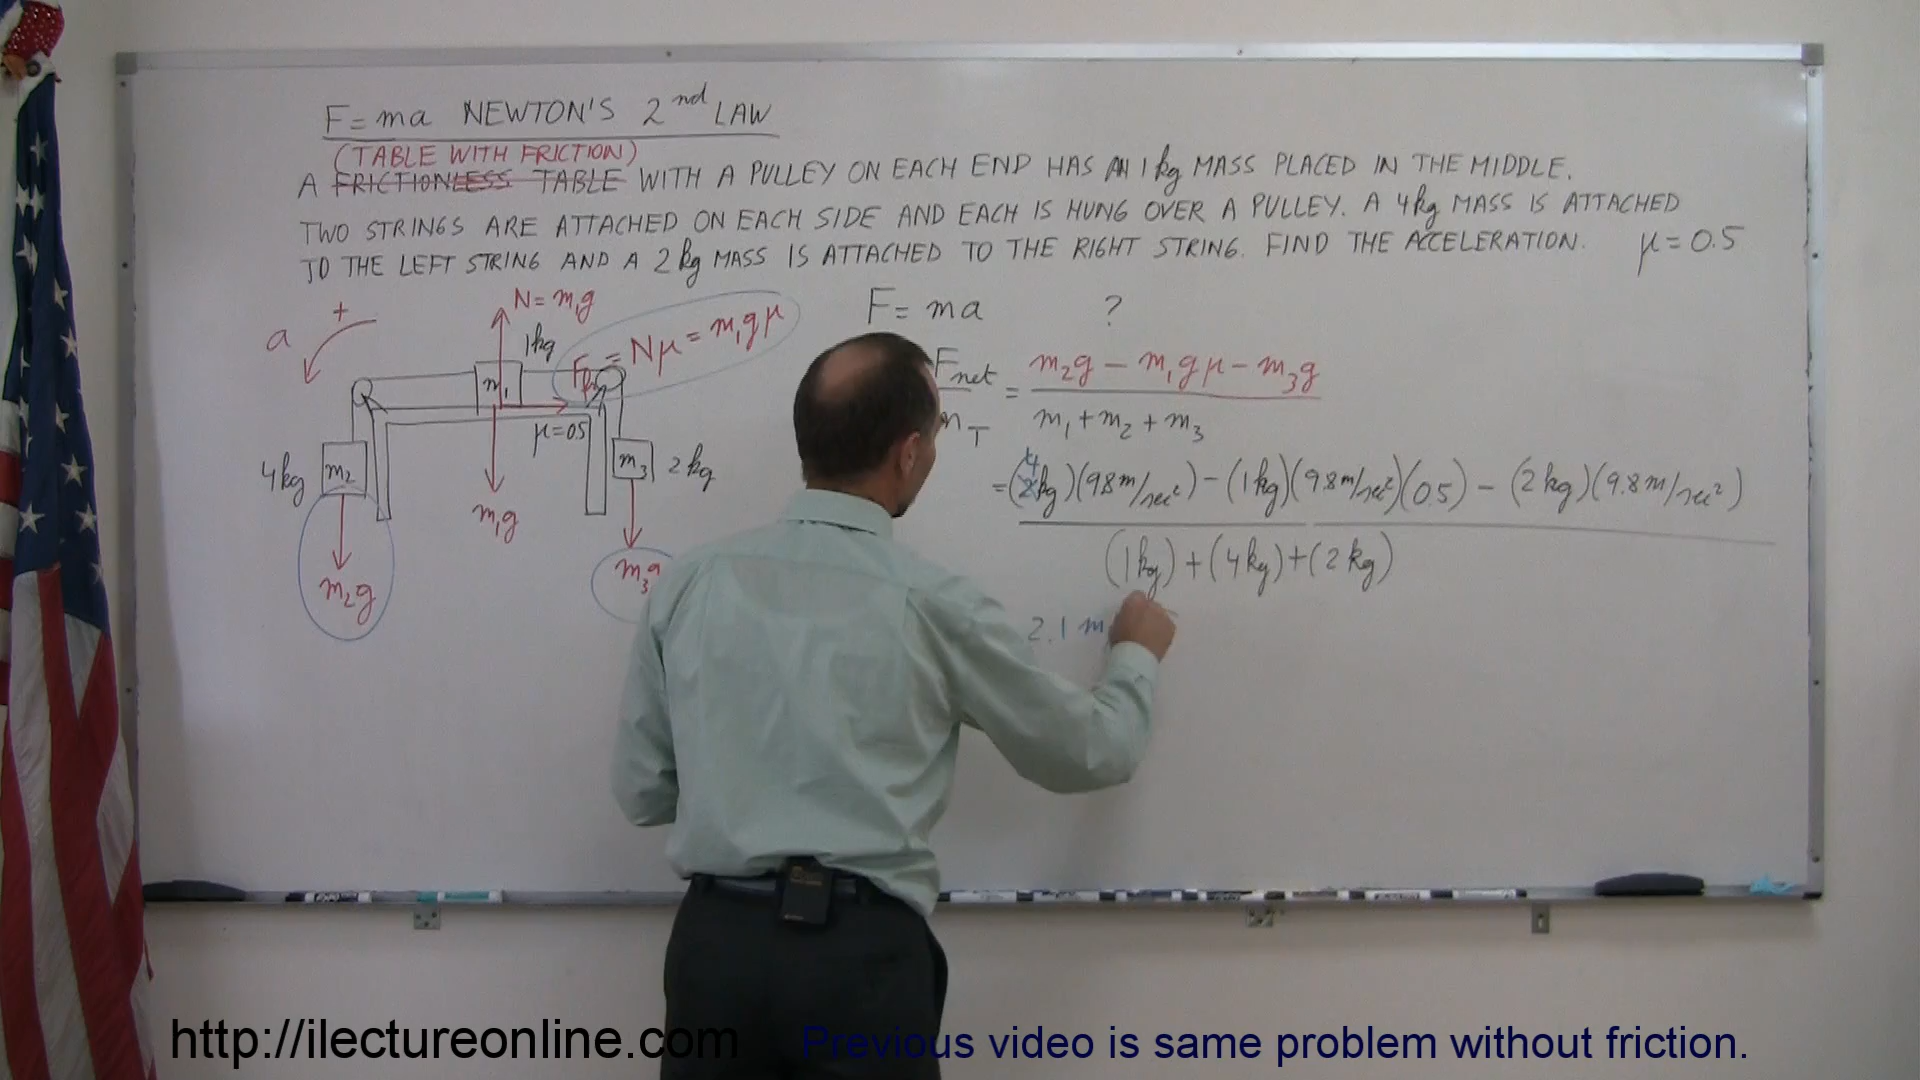 F = ma NEWTON'S 2nd LAW
(TABLE WITH FRICTION)
A FRICTIONLESS TABLE WITH A PULLEY ON EACH END HAS AN 1 kg MASS PLACED IN THE MIDDLE.
TWO STRINGS ARE ATTACHED ON EACH SIDE AND EACH IS HUNG OVER A PULLEY. A 4 kg MASS IS ATTACHED
TO THE LEFT STRING AND A 2 kg MASS IS ATTACHED TO THE RIGHT STRING. FIND THE ACCELERATION. μ = 0.5
a +
N = m₁g
1 kg
F = Nμ = m₁gμ
m₁
μ = 0.5
4 kg m₂
m₃ 2 kg
m₁g
m₂g
m₃g
F = ma ?
Fnet = m₂g − m₁gμ − m₃g
mT m₁ + m₂ + m₃
= (4 kg)(9.8 m/sec²) − (1 kg)(9.8 m/sec²)(0.5) − (2 kg)(9.8 m/sec²)
(1 kg) + (4 kg) + (2 kg)
2.1 m
http://ilectureonline.com Previous video is same problem without friction.